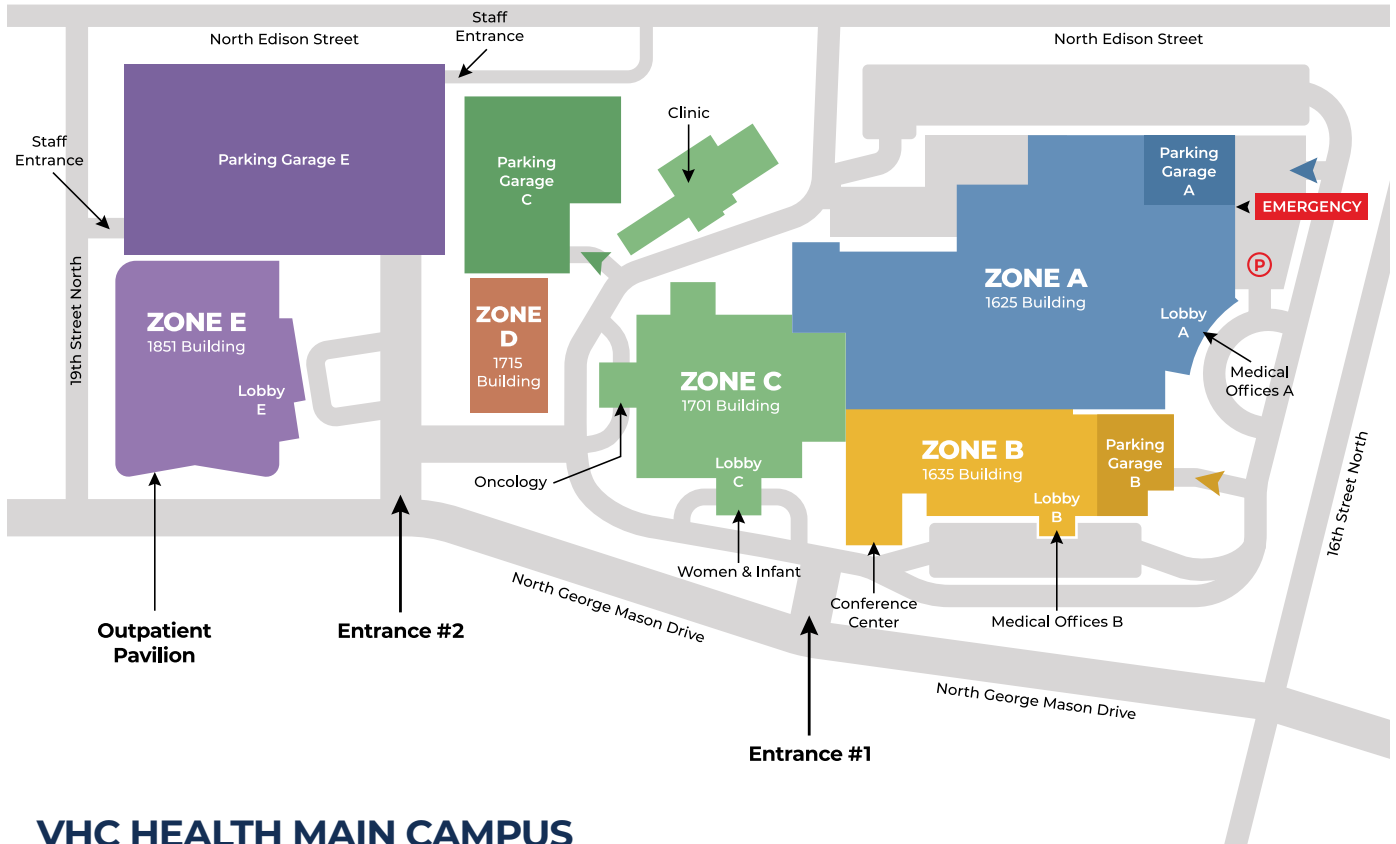 Staff
Entrance
North Edison Street
North Edison Street
Staff
Entrance
Parking Garage E
Parking
Garage
C
Clinic
Parking
Garage
A
EMERGENCY
P
19th Street North
ZONE E
1851 Building
Lobby
E
ZONE
D
1715
Building
ZONE C
1701 Building
Lobby
C
ZONE A
1625 Building
Lobby
A
Medical
Offices A
ZONE B
1635 Building
Lobby
B
Parking
Garage
B
16th Street North
Oncology
Women & Infant
Conference
Center
Medical Offices B
Outpatient
Pavilion
Entrance #2
North George Mason Drive
North George Mason Drive
Entrance #1
VHC HEALTH MAIN CAMPUS